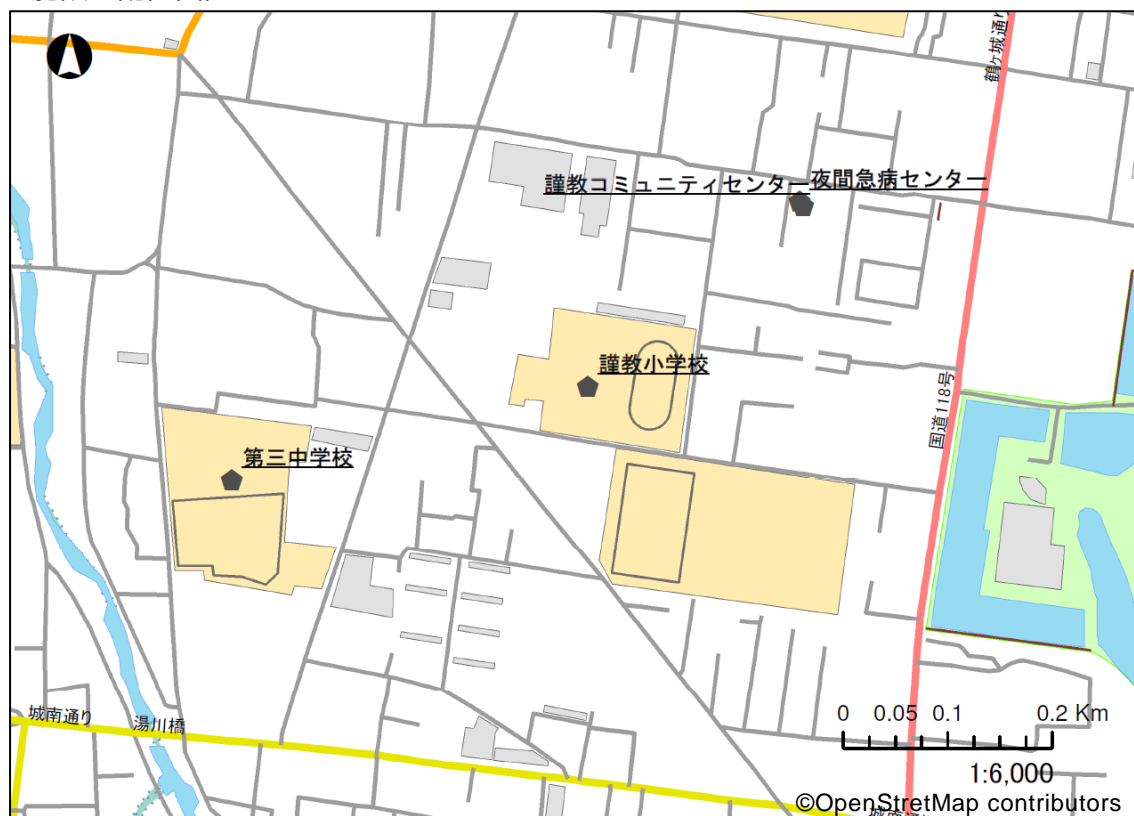 鶴ヶ城通り
謹教コミュニティセンター
夜間急病センター
謹教小学校
国道118号
第三中学校
城南通り
湯川橋
0 0.05 0.1 0.2 Km
1:6,000
©OpenStretMap contributors